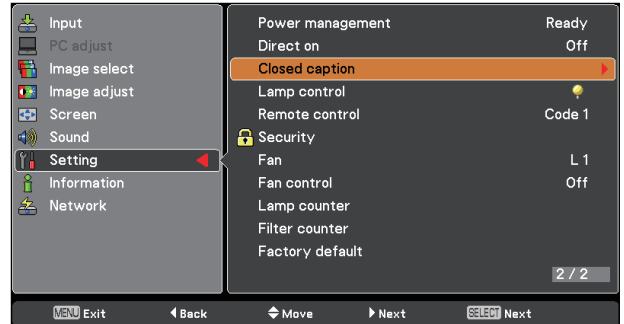 Input
PC adjust
Image select
Image adjust
Screen
Sound
Setting
Information
Network
Power management Ready
Direct on Off
Closed caption
Lamp control
Remote control Code 1
Security
Fan L 1
Fan control Off
Lamp counter
Filter counter
Factory default
2 / 2
MENU Exit Back Move Next SELECT Next